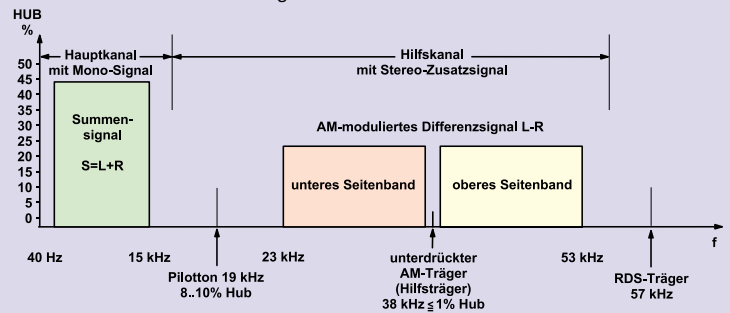 HUB
%
Hauptkanal
mit Mono-Signal
Hilfskanal
mit Stereo-Zusatzsignal
50
45
40
35
30
25
20
15
10
5
0
Summen-
signal
S=L+R
AM-moduliertes Differenzsignal L-R
unteres Seitenband
oberes Seitenband
f
40 Hz
15 kHz
23 kHz
53 kHz
Pilotton 19 kHz
8..10% Hub
unterdrückter
AM-Träger
(Hilfsträger)
38 kHz ≦ 1% Hub
RDS-Träger
57 kHz